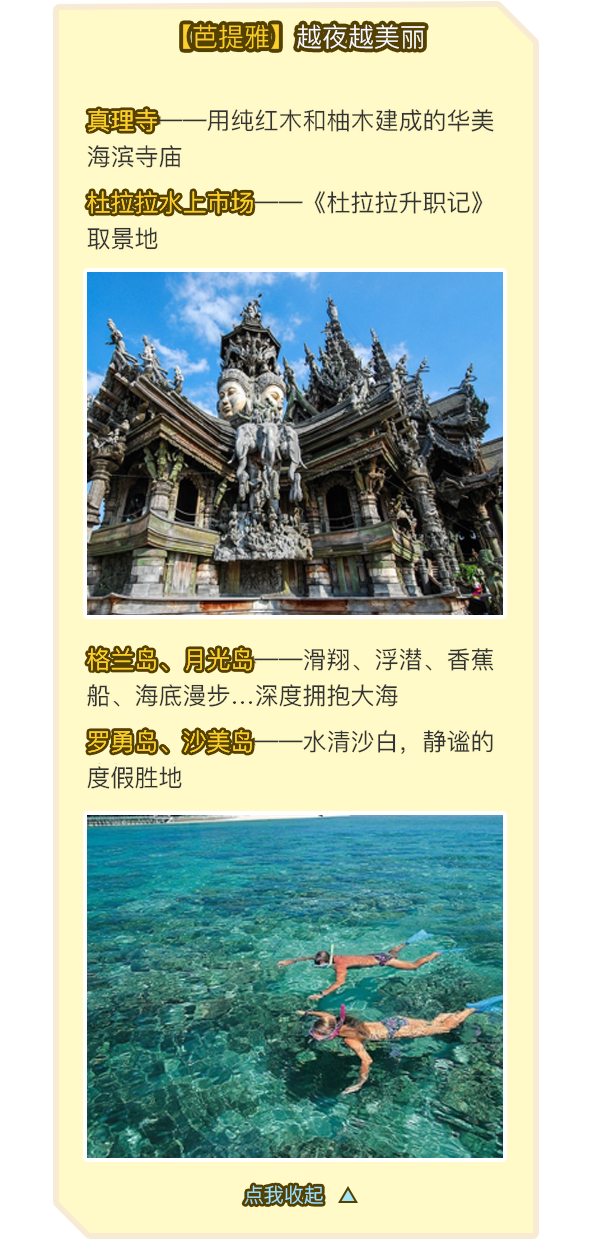 【芭提雅】越夜越美丽
真理寺——用纯红木和柚木建成的华美
海滨寺庙
杜拉拉水上市场——《杜拉拉升职记》
取景地
格兰岛、月光岛——滑翔、浮潜、香蕉
船、海底漫步…深度拥抱大海
罗勇岛、沙美岛——水清沙白，静谧的
度假胜地
点我收起